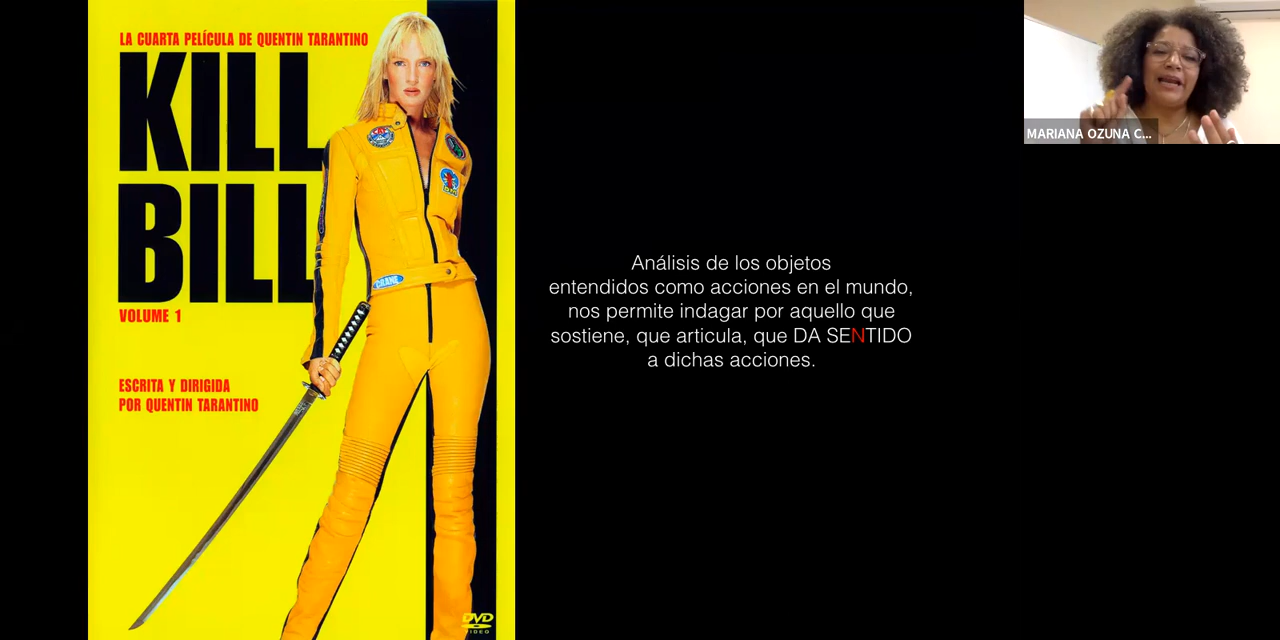 LA CUARTA PELÍCULA DE QUENTIN TARANTINO
KILL
BILL
VOLUME 1
ESCRITA Y DIRIGIDA
POR QUENTIN TARANTINO
CRANE
DVD
VIDEO
Análisis de los objetos
entendidos como acciones en el mundo,
nos permite indagar por aquello que
sostiene, que articula, que DA SENTIDO
a dichas acciones.
MARIANA OZUNA C...